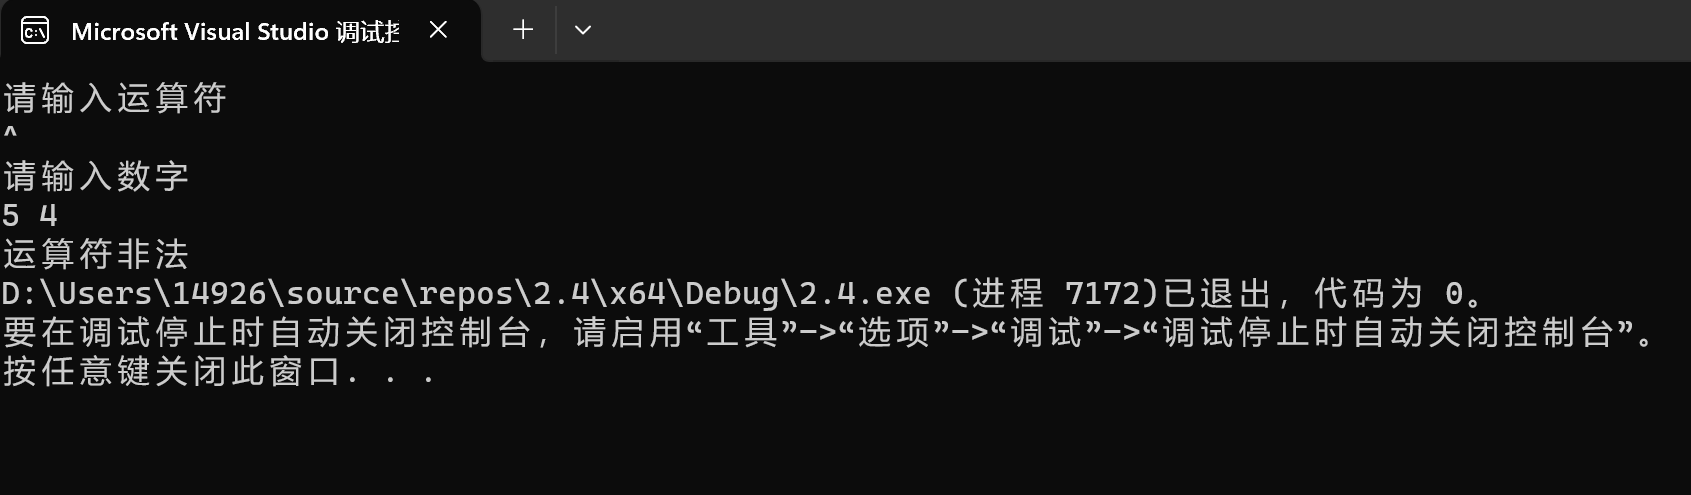 Microsoft Visual Studio 调试
请输入运算符
^
请输入数字
5 4
运算符非法
D:\Users\14926\source\repos\2.4\x64\Debug\2.4.exe (进程 7172)已退出，代码为 0。
要在调试停止时自动关闭控制台，请启用“工具”->“选项”->“调试”->“调试停止时自动关闭控制台”。
按任意键关闭此窗口. . .